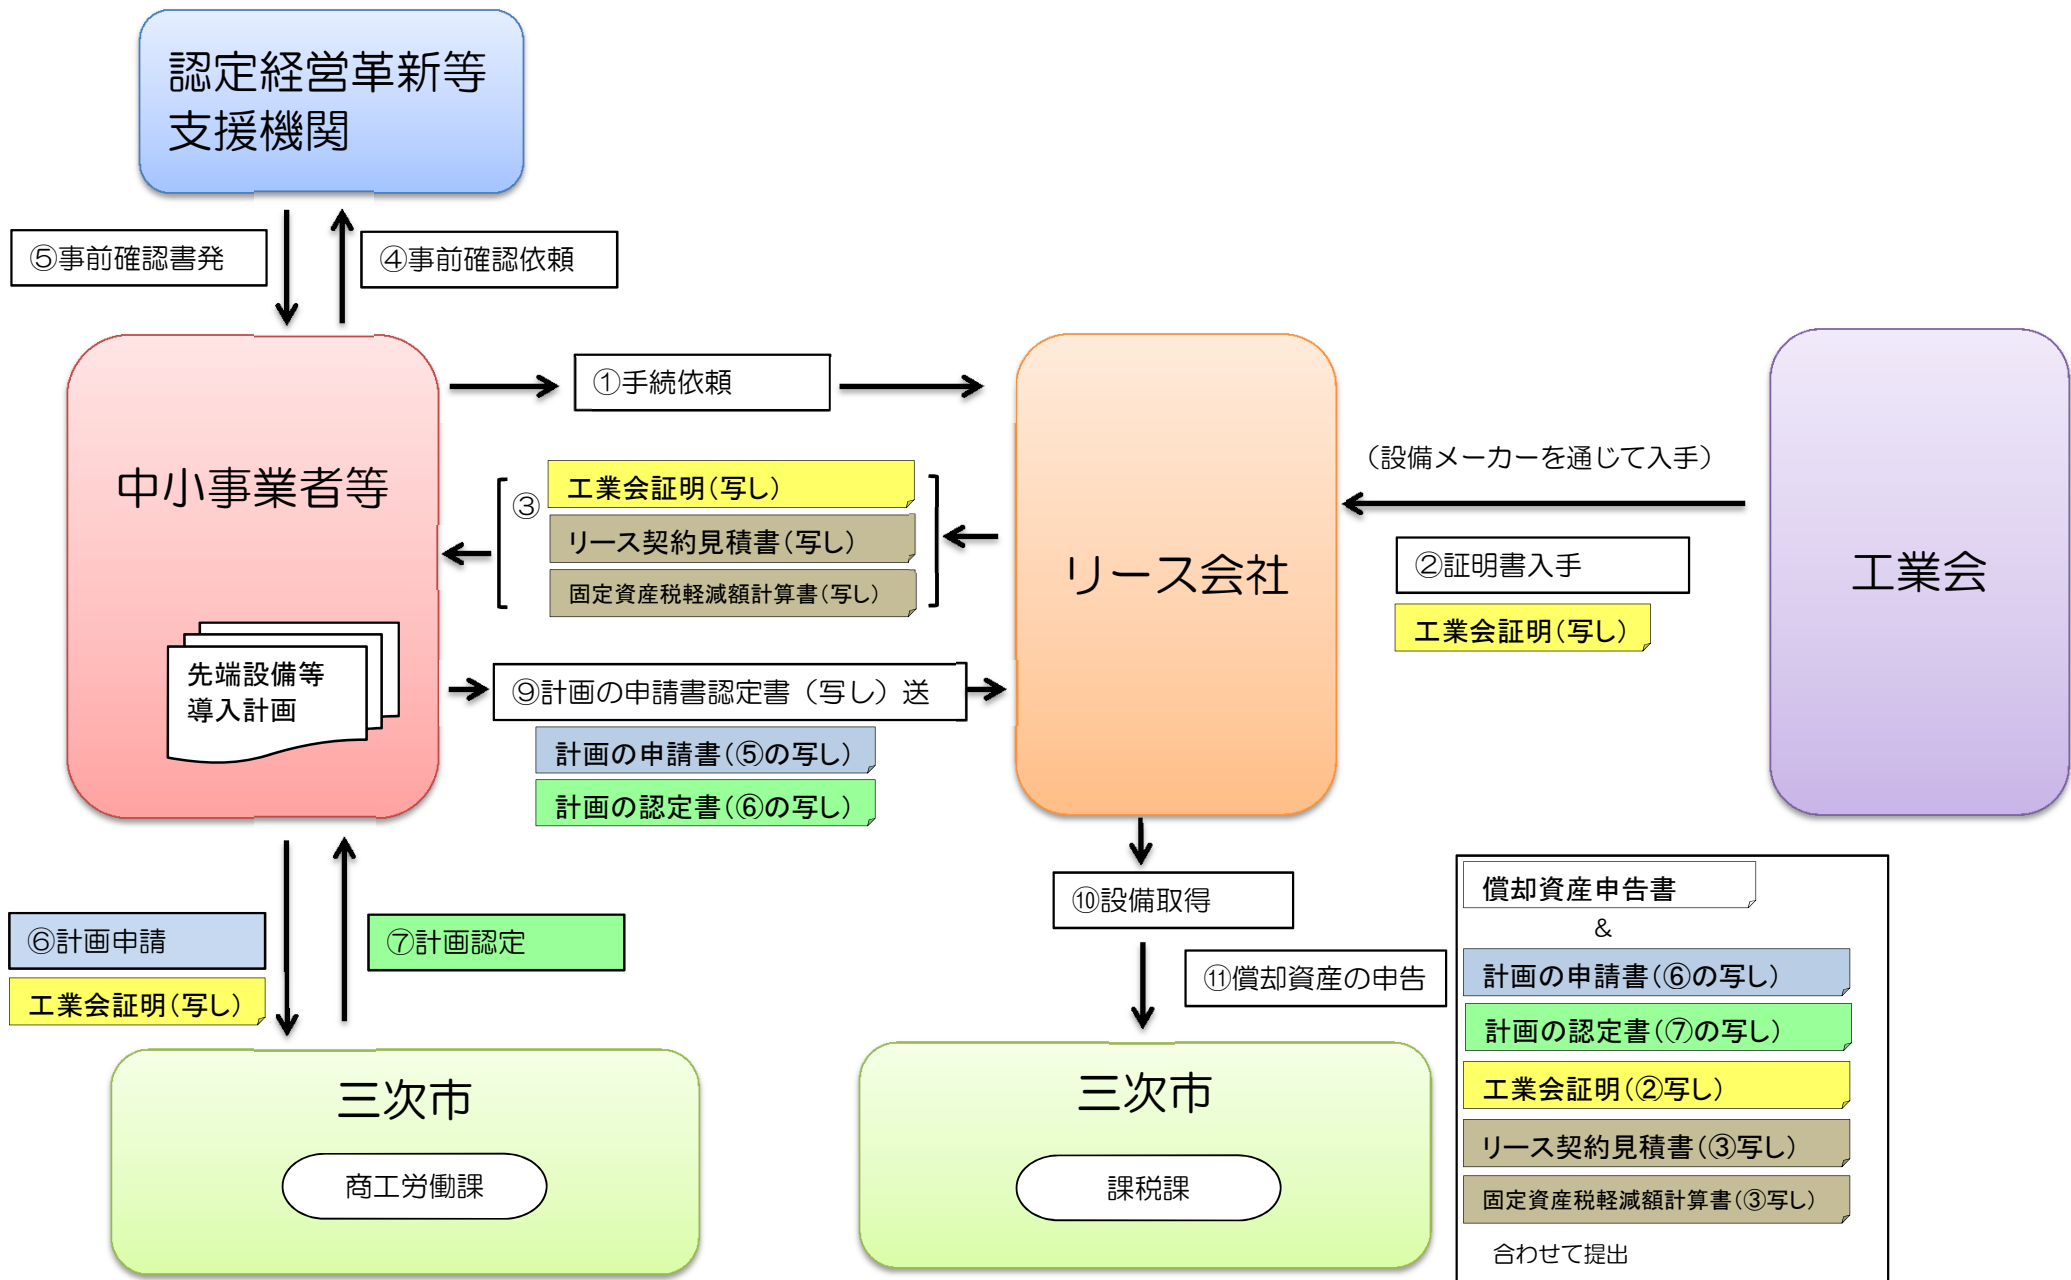 認定経営革新等
支援機関
⑤事前確認書発
④事前確認依頼
中小事業者等
先端設備等
導入計画
①手続依頼
③
工業会証明（写し）
リース契約見積書（写し）
固定資産税軽減額計算書（写し）
⑨計画の申請書認定書（写し）送
計画の申請書（⑤の写し）
計画の認定書（⑥の写し）
リース会社
（設備メーカーを通じて入手）
②証明書入手
工業会証明（写し）
工業会
⑥計画申請
工業会証明（写し）
⑦計画認定
三次市
商工労働課
⑩設備取得
⑪償却資産の申告
三次市
課税課
償却資産申告書
&
計画の申請書（⑥の写し）
計画の認定書（⑦の写し）
工業会証明（②写し）
リース契約見積書（③写し）
固定資産税軽減額計算書（③写し）
合わせて提出